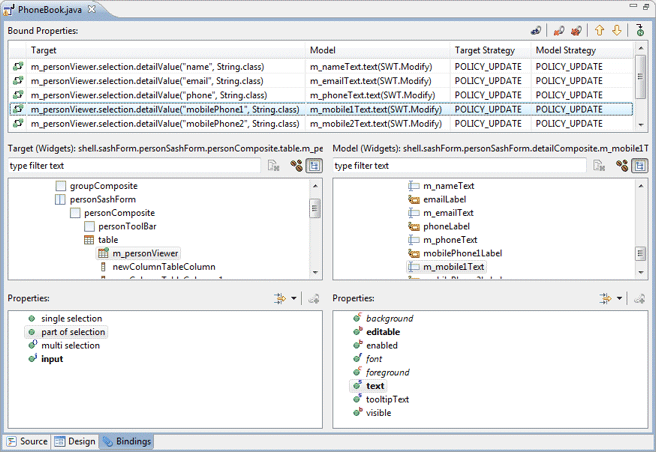 PhoneBook.java
Bound Properties:
Target Model Target Strategy Model Strategy
m_personViewer.selection.detailValue("name", String.class) m_nameText.text(SWT.Modify) POLICY_UPDATE POLICY_UPDATE
m_personViewer.selection.detailValue("email", String.class) m_emailText.text(SWT.Modify) POLICY_UPDATE POLICY_UPDATE
m_personViewer.selection.detailValue("phone", String.class) m_phoneText.text(SWT.Modify) POLICY_UPDATE POLICY_UPDATE
m_personViewer.selection.detailValue("mobilePhone1", String.class) m_mobile1Text.text(SWT.Modify) POLICY_UPDATE POLICY_UPDATE
m_personViewer.selection.detailValue("mobilePhone2", String.class) m_mobile2Text.text(SWT.Modify) POLICY_UPDATE POLICY_UPDATE
Target (Widgets): shell.sashForm.personSashForm.personComposite.table.m_pe
type filter text
groupComposite
personSashForm
personComposite
personToolBar
table
m_personViewer
newColumnTableColumn
Model (Widgets): shell.sashForm.personSashForm.detailComposite.m_mobile1T
type filter text
m_nameText
emailLabel
m_emailText
phoneLabel
m_phoneText
mobilePhone1Label
m_mobile1Text
Properties:
single selection
part of selection
multi selection
input
Properties:
background
editable
enabled
font
foreground
text
tooltipText
visible
Source Design Bindings